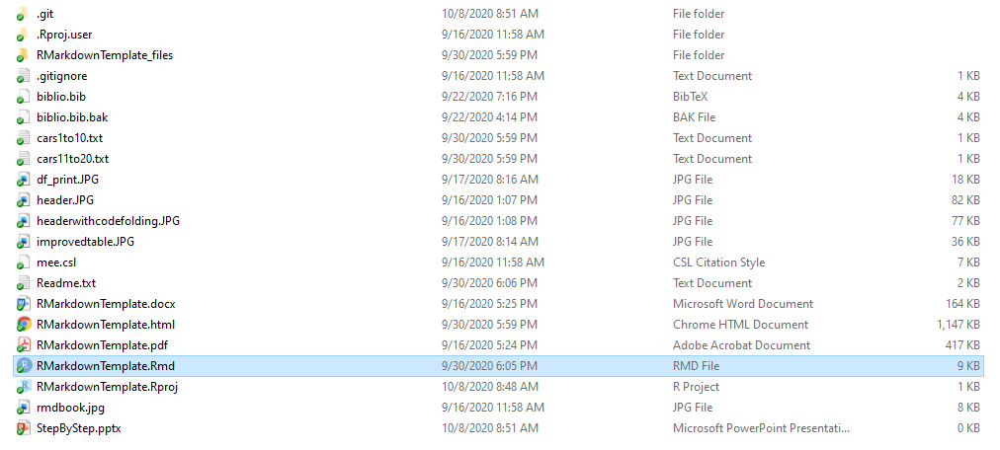 .git 10/8/2020 8:51 AM File folder
.Rproj.user 9/16/2020 11:58 AM File folder
RMarkdownTemplate_files 9/30/2020 5:59 PM File folder
.gitignore 9/16/2020 11:58 AM Text Document 1 KB
biblio.bib 9/22/2020 7:16 PM BibTeX 4 KB
biblio.bib.bak 9/22/2020 4:14 PM BAK File 4 KB
cars1to10.txt 9/30/2020 5:59 PM Text Document 1 KB
cars11to20.txt 9/30/2020 5:59 PM Text Document 1 KB
df_print.JPG 9/17/2020 8:16 AM JPG File 18 KB
header.JPG 9/16/2020 1:07 PM JPG File 82 KB
headerwithcodefolding.JPG 9/16/2020 1:08 PM JPG File 77 KB
improvedtable.JPG 9/17/2020 8:14 AM JPG File 36 KB
mee.csl 9/16/2020 11:58 AM CSL Citation Style 7 KB
Readme.txt 9/30/2020 6:06 PM Text Document 2 KB
RMarkdownTemplate.docx 9/16/2020 5:25 PM Microsoft Word Document 164 KB
RMarkdownTemplate.html 9/30/2020 5:59 PM Chrome HTML Document 1,147 KB
RMarkdownTemplate.pdf 9/16/2020 5:24 PM Adobe Acrobat Document 417 KB
RMarkdownTemplate.Rmd 9/30/2020 6:05 PM RMD File 9 KB
RMarkdownTemplate.Rproj 10/8/2020 8:48 AM R Project 1 KB
rmdbook.jpg 9/16/2020 11:58 AM JPG File 8 KB
StepByStep.pptx 10/8/2020 8:51 AM Microsoft PowerPoint Presentati... 0 KB